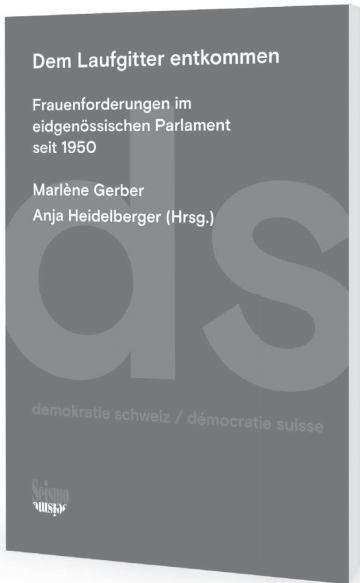 Dem Laufgitter entkommen
Frauenforderungen im
eidgenössischen Parlament
seit 1950
Marlène Gerber
Anja Heidelberger (Hrsg.)
ds
demokratie schweiz / démocratie suisse
Seismo